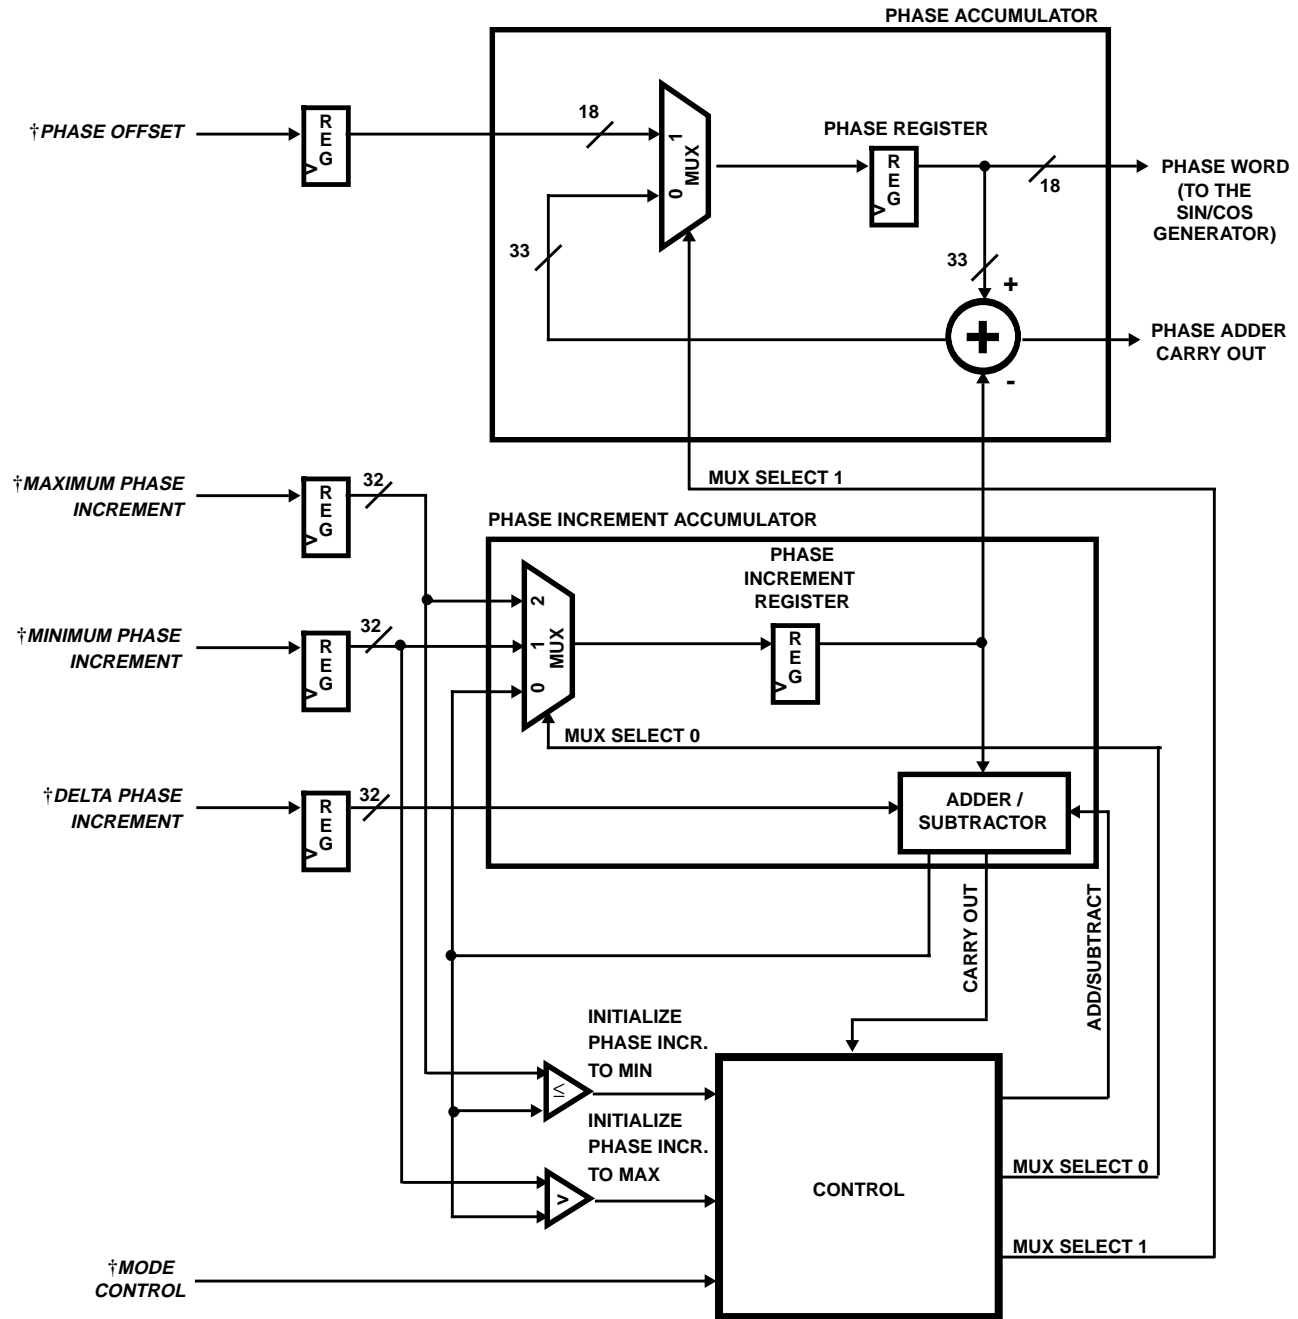 PHASE ACCUMULATOR
†PHASE OFFSET
REG
18
1
MUX
0
PHASE REGISTER
REG
18
PHASE WORD
(TO THE
SIN/COS
GENERATOR)
33
33
+
+
-
PHASE ADDER
CARRY OUT
†MAXIMUM PHASE
INCREMENT
REG
32
MUX SELECT 1
PHASE INCREMENT ACCUMULATOR
PHASE
INCREMENT
REGISTER
2
1
MUX
0
REG
†MINIMUM PHASE
INCREMENT
REG
32
MUX SELECT 0
†DELTA PHASE
INCREMENT
REG
32
ADDER /
SUBTRACTOR
CARRY OUT
ADD/SUBTRACT
INITIALIZE
PHASE INCR.
TO MIN
≤
INITIALIZE
PHASE INCR.
TO MAX
>
CONTROL
MUX SELECT 0
MUX SELECT 1
†MODE
CONTROL